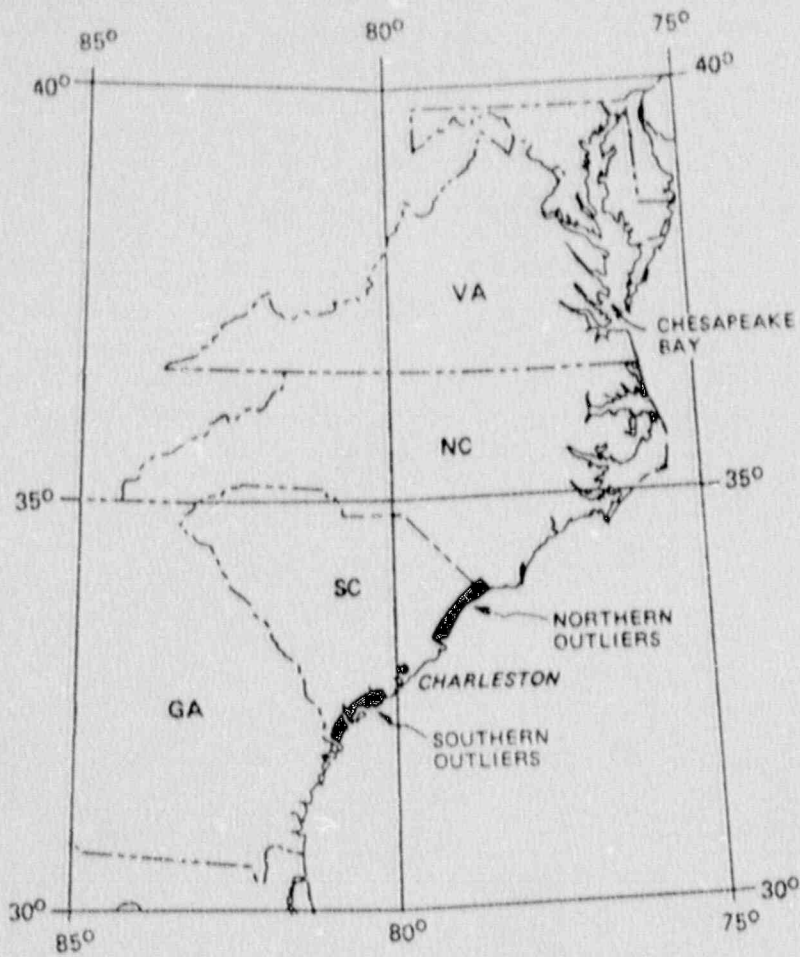 85°
80°
75°
40°
40°
VA
CHESAPEAKE
BAY
NC
35°
35°
SC
NORTHERN
OUTLIERS
CHARLESTON
GA
SOUTHERN
OUTLIERS
30°
30°
85°
80°
75°